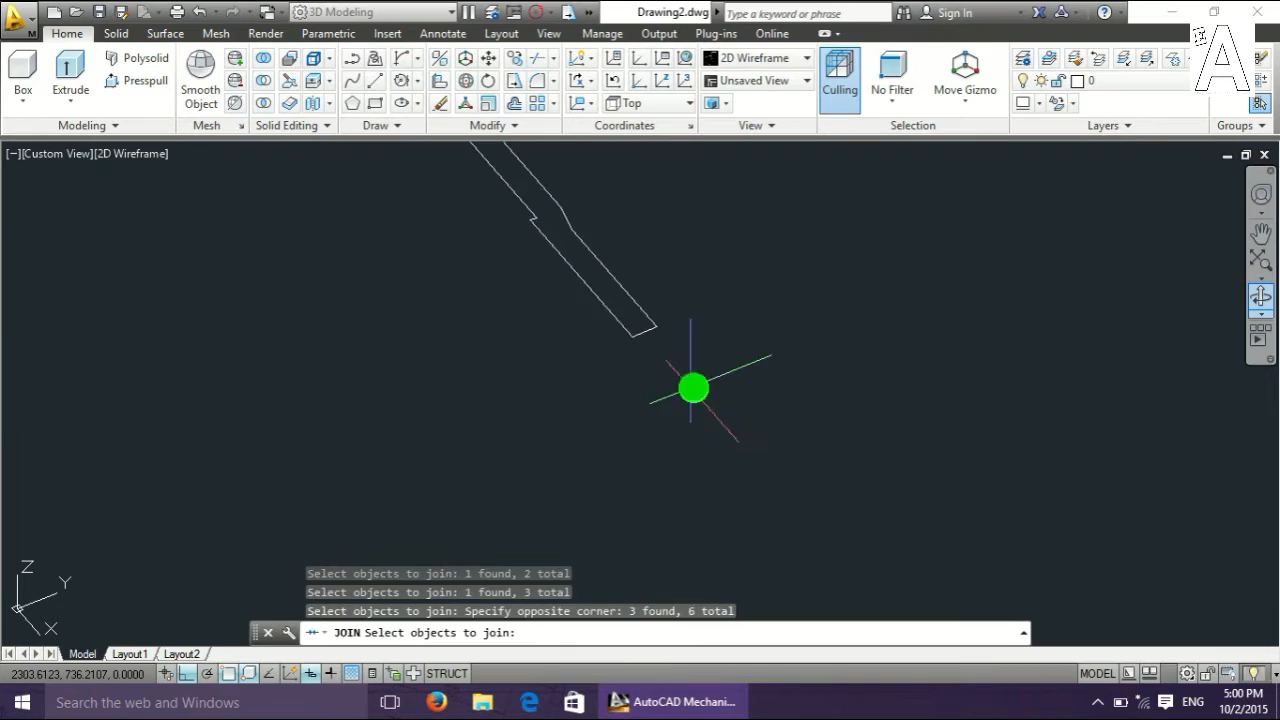 3D Modeling
Drawing2.dwg
Type a keyword or phrase
Sign In
M
Home
Solid
Surface
Mesh
Render
Parametric
Insert
Annotate
Layout
View
Manage
Output
Plug-ins
Online
Box
Extrude
Polysolid
Presspull
Smooth
Object
2D Wireframe
Unsaved View
Top
Culling
No Filter
Move Gizmo
0
A
Modeling
Mesh
Solid Editing
Draw
Modify
Coordinates
View
Selection
Layers
Groups
[−][Custom View][2D Wireframe]
Z
Y
X
Select objects to join: 1 found, 2 total
Select objects to join: 1 found, 3 total
Select objects to join: Specify opposite corner: 3 found, 6 total
JOIN Select objects to join:
Model
Layout1
Layout2
2303.6123, 736.2107, 0.0000
STRUCT
MODEL
Search the web and Windows
AutoCAD Mechani...
ENG
5:00 PM
10/2/2015